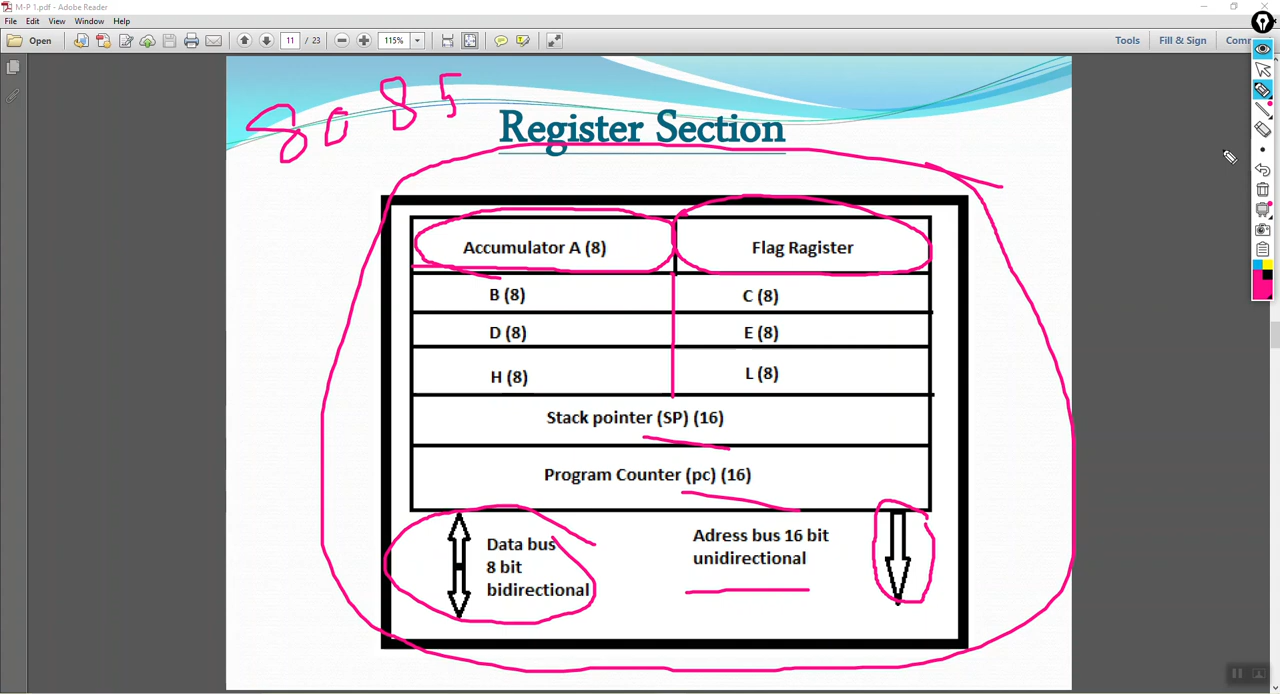 M-P 1.pdf - Adobe Reader
File Edit View Window Help
Open 11 / 23 115% Tools Fill & Sign Comm
8085
Register Section
Accumulator A (8) Flag Ragister
B (8) C (8)
D (8) E (8)
H (8) L (8)
Stack pointer (SP) (16)
Program Counter (pc) (16)
Data bus
8 bit
bidirectional
Adress bus 16 bit
unidirectional